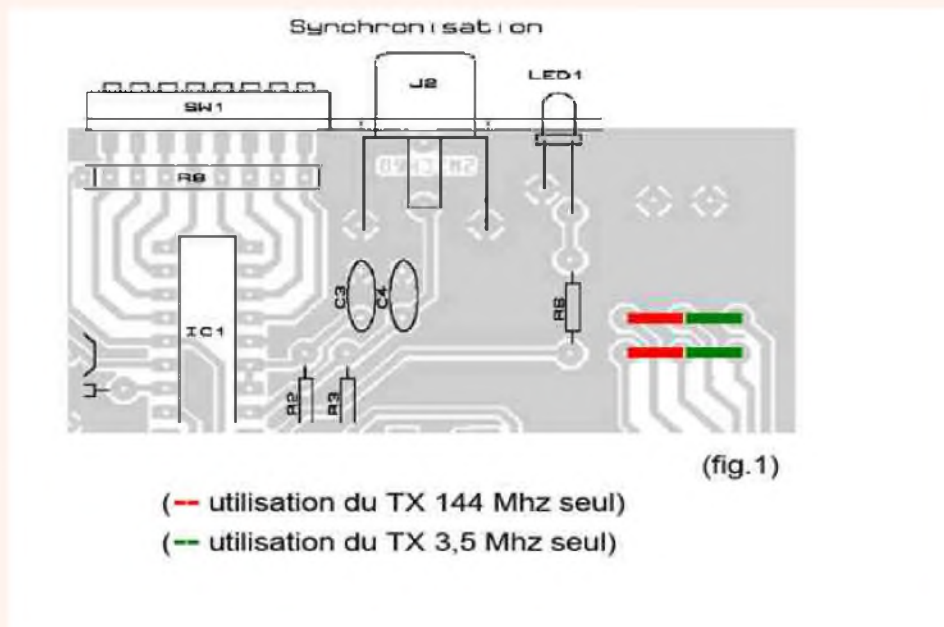 Synchronisation
LED1
J2
SW1
R8
C3
C4
IC1
R6
R2
R3
(fig.1)
(-- utilisation du TX 144 Mhz seul)
(-- utilisation du TX 3,5 Mhz seul)